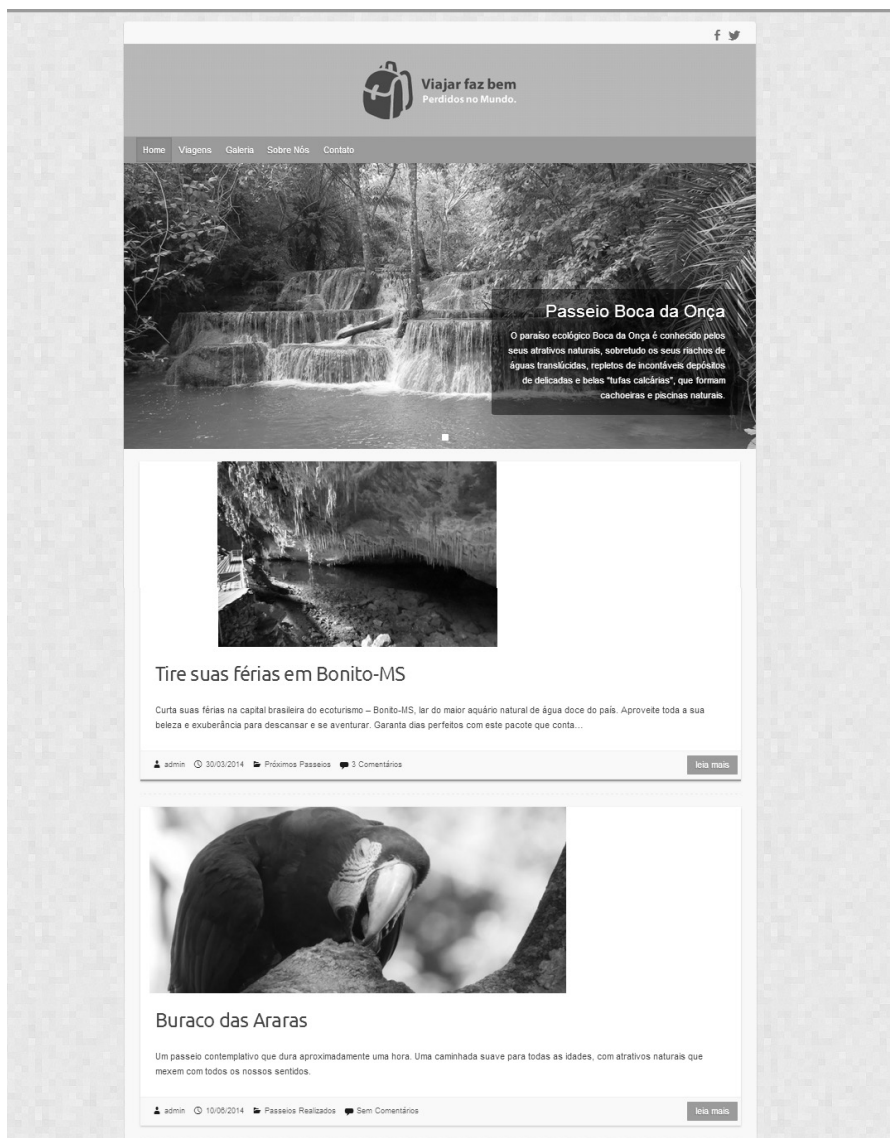 Viajar faz bem
Perdidos no Mundo.
Home Viagens Galeria Sobre Nós Contato
Passeio Boca da Onça
O paraíso ecológico Boca da Onça é conhecido pelos
seus atrativos naturais, sobretudo os seus riachos de
águas translúcidas, repletos de incontáveis depósitos
de delicadas e belas "tufas calcárias", que formam
cachoeiras e piscinas naturais.
Tire suas férias em Bonito-MS
Curta suas férias na capital brasileira do ecoturismo – Bonito-MS, lar do maior aquário natural de água doce do país. Aproveite toda a sua
beleza e exuberância para descansar e se aventurar. Garanta dias perfeitos com este pacote que conta...
admin 30/03/2014 Próximos Passeios 3 Comentários leia mais
Buraco das Araras
Um passeio contemplativo que dura aproximadamente uma hora. Uma caminhada suave para todas as idades, com atrativos naturais que
mexem com todos os nossos sentidos.
admin 10/06/2014 Passeios Realizados Sem Comentários leia mais